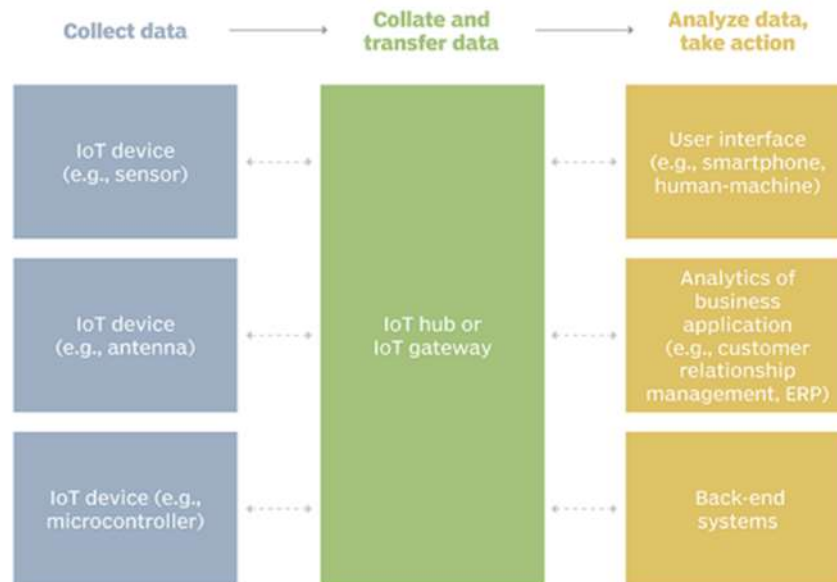 Collect data
Collate and
transfer data
Analyze data,
take action
IoT device
(e.g., sensor)
User interface
(e.g., smartphone,
human-machine)
IoT device
(e.g., antenna)
IoT hub or
IoT gateway
Analytics of
business
application
(e.g., customer
relationship
management, ERP)
IoT device (e.g.,
microcontroller)
Back-end
systems